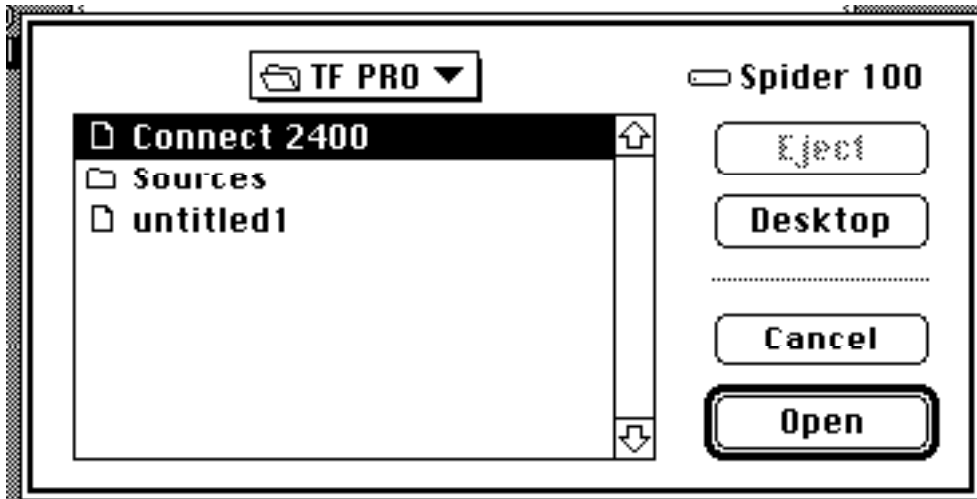 TF PRO
Spider 100
Connect 2400
Sources
untitled1
Eject
Desktop
Cancel
Open